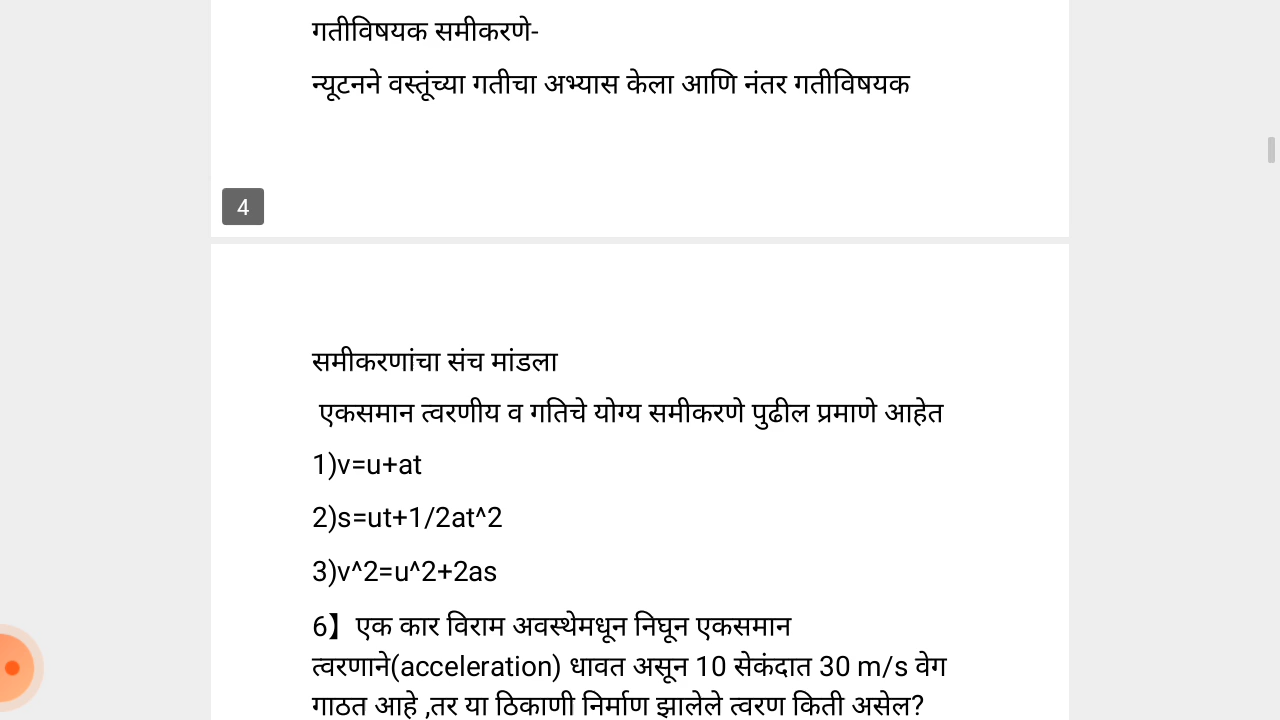 गतीविषयक समीकरणे-
न्यूटनने वस्तूंच्या गतीचा अभ्यास केला आणि नंतर गतीविषयक
4
समीकरणांचा संच मांडला
एकसमान त्वरणीय व गतिचे योग्य समीकरणे पुढील प्रमाणे आहेत
1)v=u+at
2)s=ut+1/2at^2
3)v^2=u^2+2as
6】एक कार विराम अवस्थेमधून निघून एकसमान
त्वरणाने(acceleration) धावत असून 10 सेकंदात 30 m/s वेग
गाठत आहे ,तर या ठिकाणी निर्माण झालेले त्वरण किती असेल?